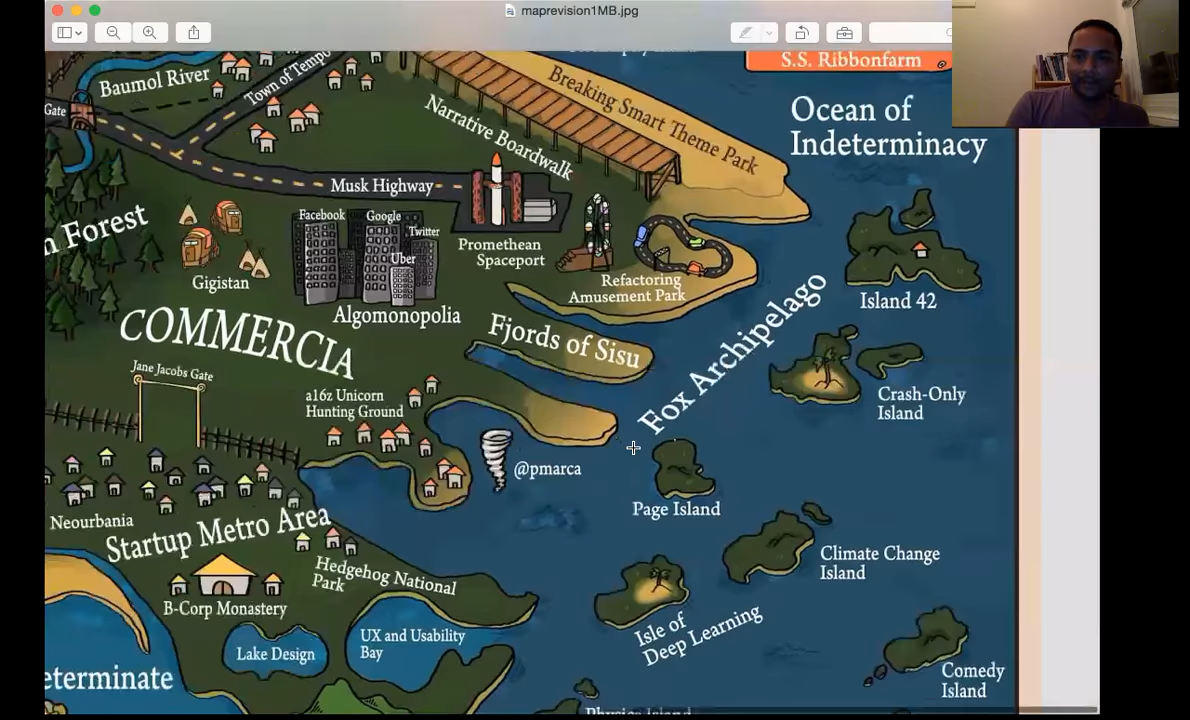 maprevision1MB.jpg
S.S. Ribbonfarm
Baumol River
Gate
Breaking Smart Theme Park
Narrative Boardwalk
Ocean of
Indeterminacy
Musk Highway
Forest
Facebook
Google
Twitter
Uber
Promethean
Spaceport
Gigistan
Algomonopolia
Refactoring
Amusement Park
Island 42
COMMERCIA
Fjords of Sisu
Fox Archipelago
Jane Jacobs Gate
a16z Unicorn
Hunting Ground
Crash-Only
Island
@pmarca
Page Island
Neourbania
Startup Metro Area
Climate Change
Island
Hedgehog National
Park
B-Corp Monastery
UX and Usability
Bay
Lake Design
Isle of
Deep Learning
Comedy
Island
eterminate